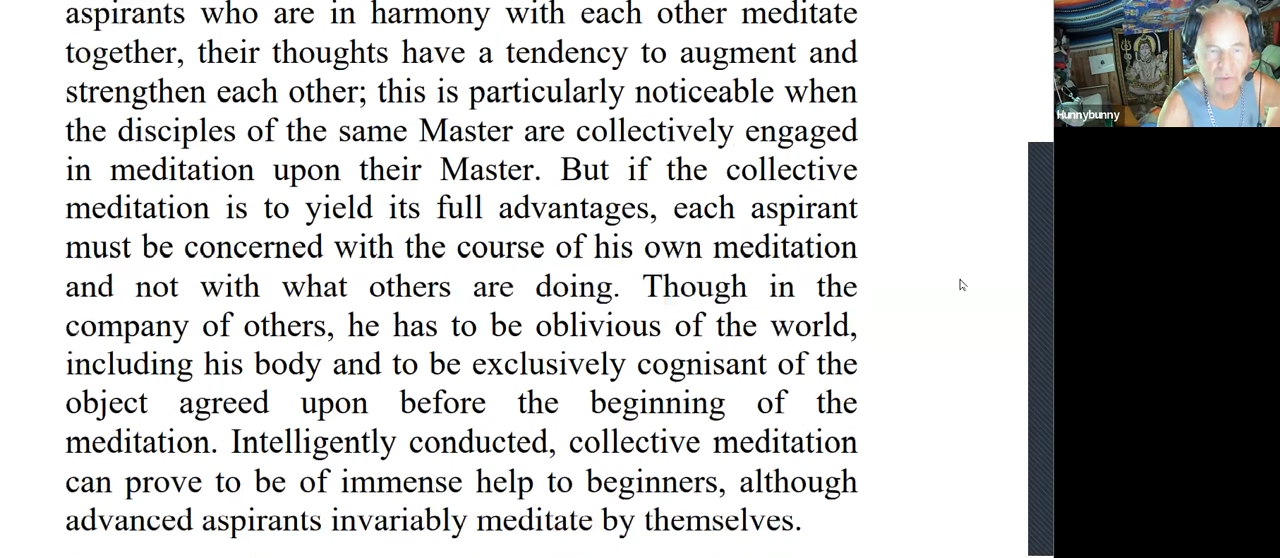 aspirants who are in harmony with each other meditate
together, their thoughts have a tendency to augment and
strengthen each other; this is particularly noticeable when
the disciples of the same Master are collectively engaged
in meditation upon their Master. But if the collective
meditation is to yield its full advantages, each aspirant
must be concerned with the course of his own meditation
and not with what others are doing. Though in the
company of others, he has to be oblivious of the world,
including his body and to be exclusively cognisant of the
object agreed upon before the beginning of the
meditation. Intelligently conducted, collective meditation
can prove to be of immense help to beginners, although
advanced aspirants invariably meditate by themselves.
Hunnybunny